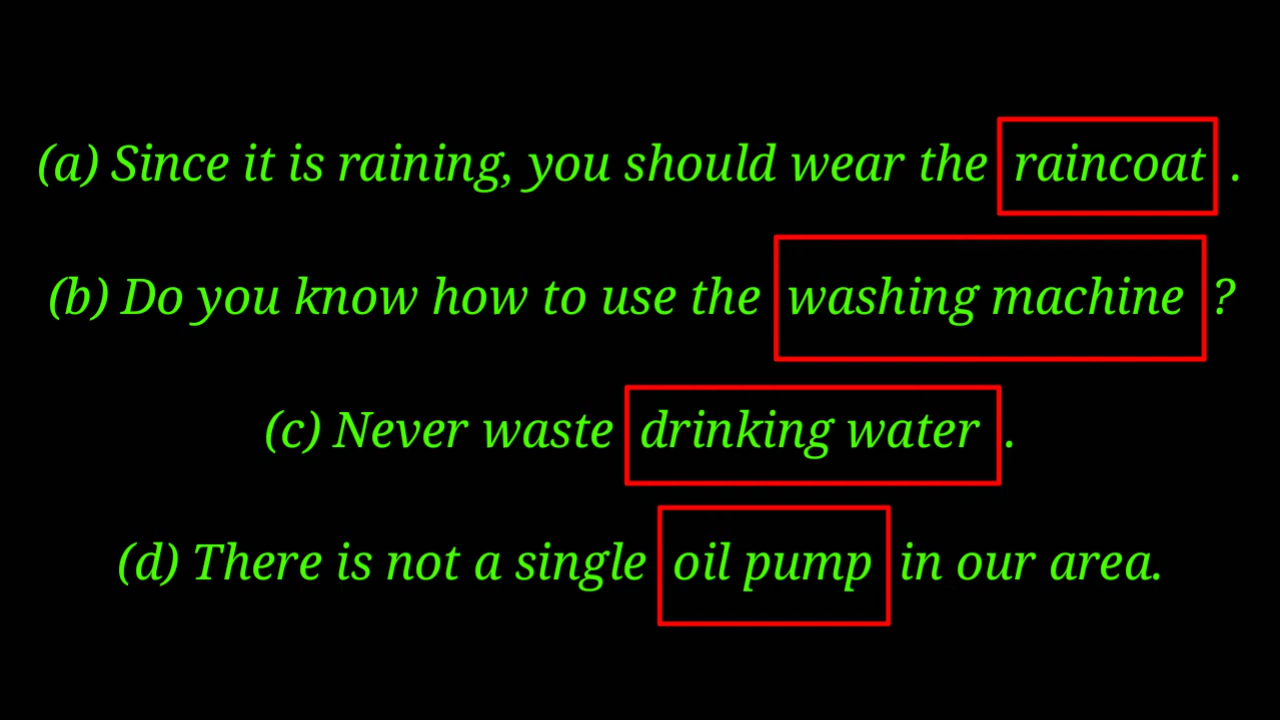 (a) Since it is raining, you should wear the raincoat .
(b) Do you know how to use the washing machine ?
(c) Never waste drinking water .
(d) There is not a single oil pump in our area.